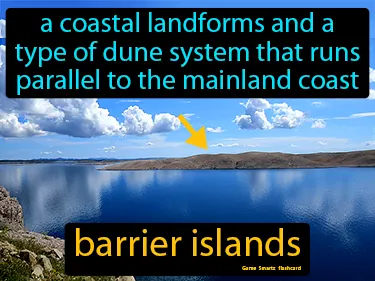 a coastal landforms and a
type of dune system that runs
parallel to the mainland coast
barrier islands
Game Smartz flashcard